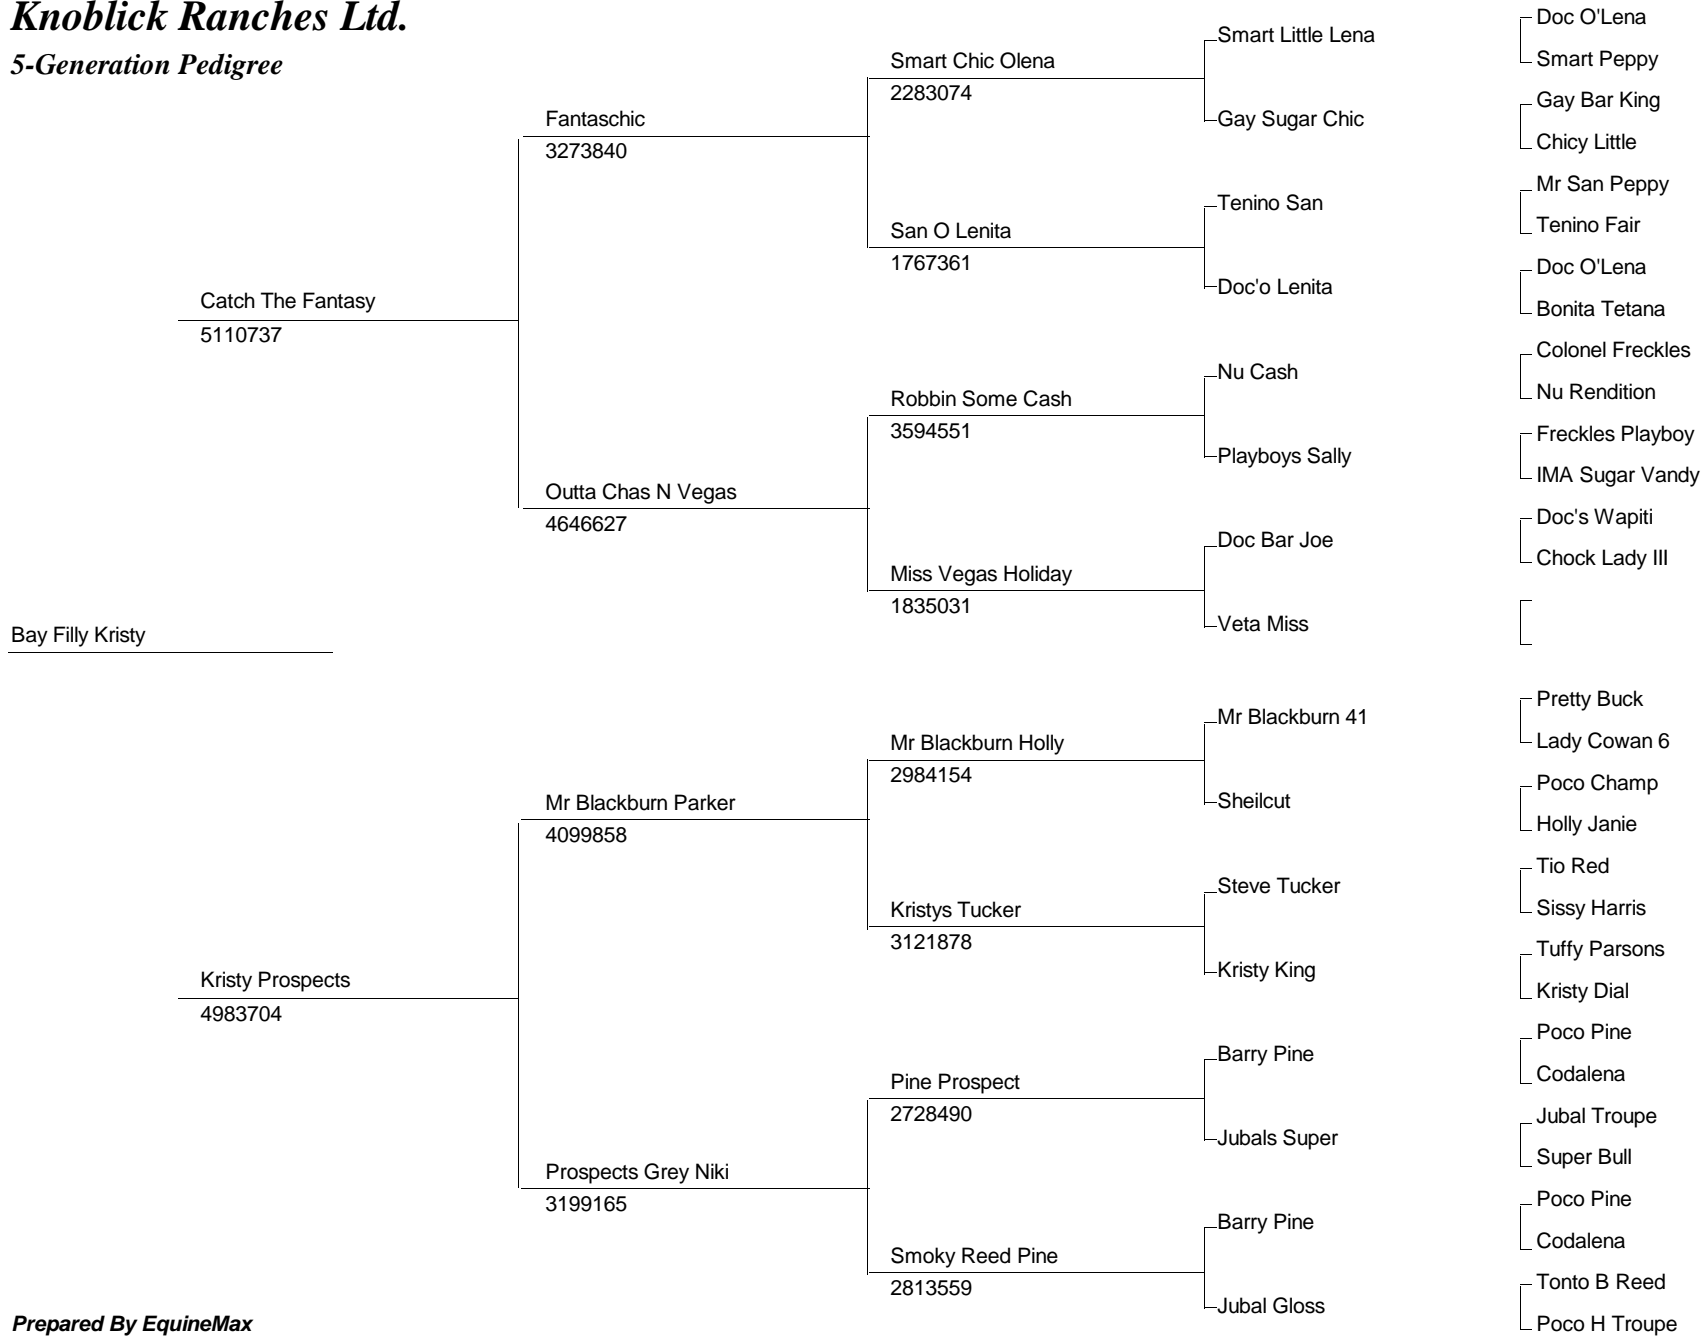 Knoblick Ranches Ltd.
5-Generation Pedigree
Bay Filly Kristy
Catch The Fantasy
5110737
Kristy Prospects
4983704
Fantaschic
3273840
Outta Chas N Vegas
4646627
Mr Blackburn Parker
4099858
Prospects Grey Niki
3199165
Smart Chic Olena
2283074
San O Lenita
1767361
Robbin Some Cash
3594551
Miss Vegas Holiday
1835031
Mr Blackburn Holly
2984154
Kristys Tucker
3121878
Pine Prospect
2728490
Smoky Reed Pine
2813559
Smart Little Lena
Gay Sugar Chic
Tenino San
Doc'o Lenita
Nu Cash
Playboys Sally
Doc Bar Joe
Veta Miss
Mr Blackburn 41
Sheilcut
Steve Tucker
Kristy King
Barry Pine
Jubals Super
Barry Pine
Jubal Gloss
Doc O'Lena
Smart Peppy
Gay Bar King
Chicy Little
Mr San Peppy
Tenino Fair
Doc O'Lena
Bonita Tetana
Colonel Freckles
Nu Rendition
Freckles Playboy
IMA Sugar Vandy
Doc's Wapiti
Chock Lady III
Pretty Buck
Lady Cowan 6
Poco Champ
Holly Janie
Tio Red
Sissy Harris
Tuffy Parsons
Kristy Dial
Poco Pine
Codalena
Jubal Troupe
Super Bull
Poco Pine
Codalena
Tonto B Reed
Poco H Troupe
Prepared By EquineMax